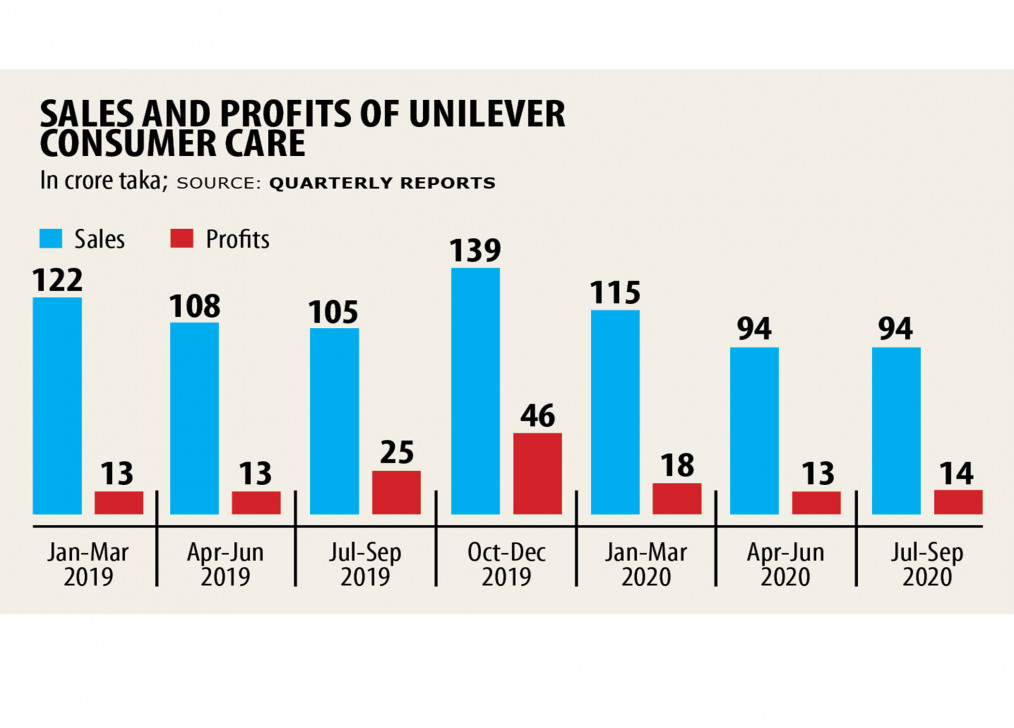 SALES AND PROFITS OF UNILEVER
CONSUMER CARE
In crore taka; SOURCE: QUARTERLY REPORTS
Sales Profits
122 13 108 13 105 25 139 46 115 18 94 13 94 14
Jan-Mar Apr-Jun Jul-Sep Oct-Dec Jan-Mar Apr-Jun Jul-Sep
2019 2019 2019 2019 2020 2020 2020